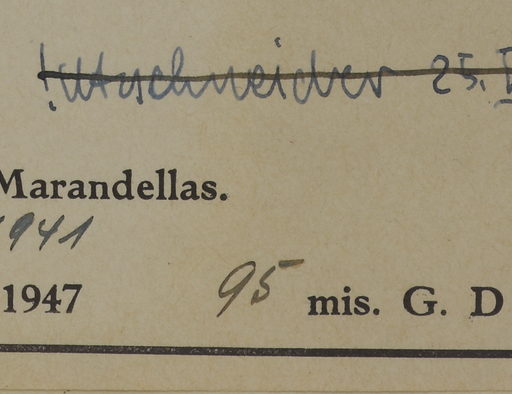 25.
Marandellas.
1941
1947 95 mis. G. D